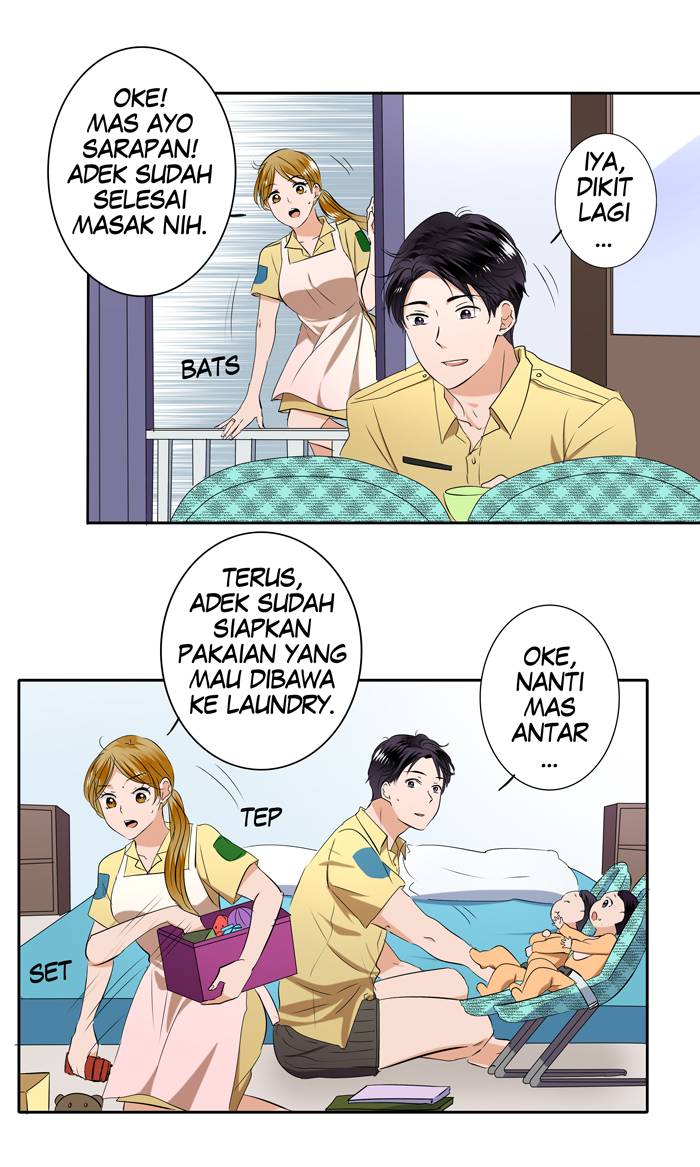 OKE!
MAS AYO
SARAPAN!
ADEK SUDAH
SELESAI
MASAK NIH.
IYA,
DIKIT
LAGI
...
BATS
TERUS,
ADEK SUDAH
SIAPKAN
PAKAIAN YANG
MAU DIBAWA
KE LAUNDRY.
OKE,
NANTI
MAS
ANTAR
...
TEP
SET